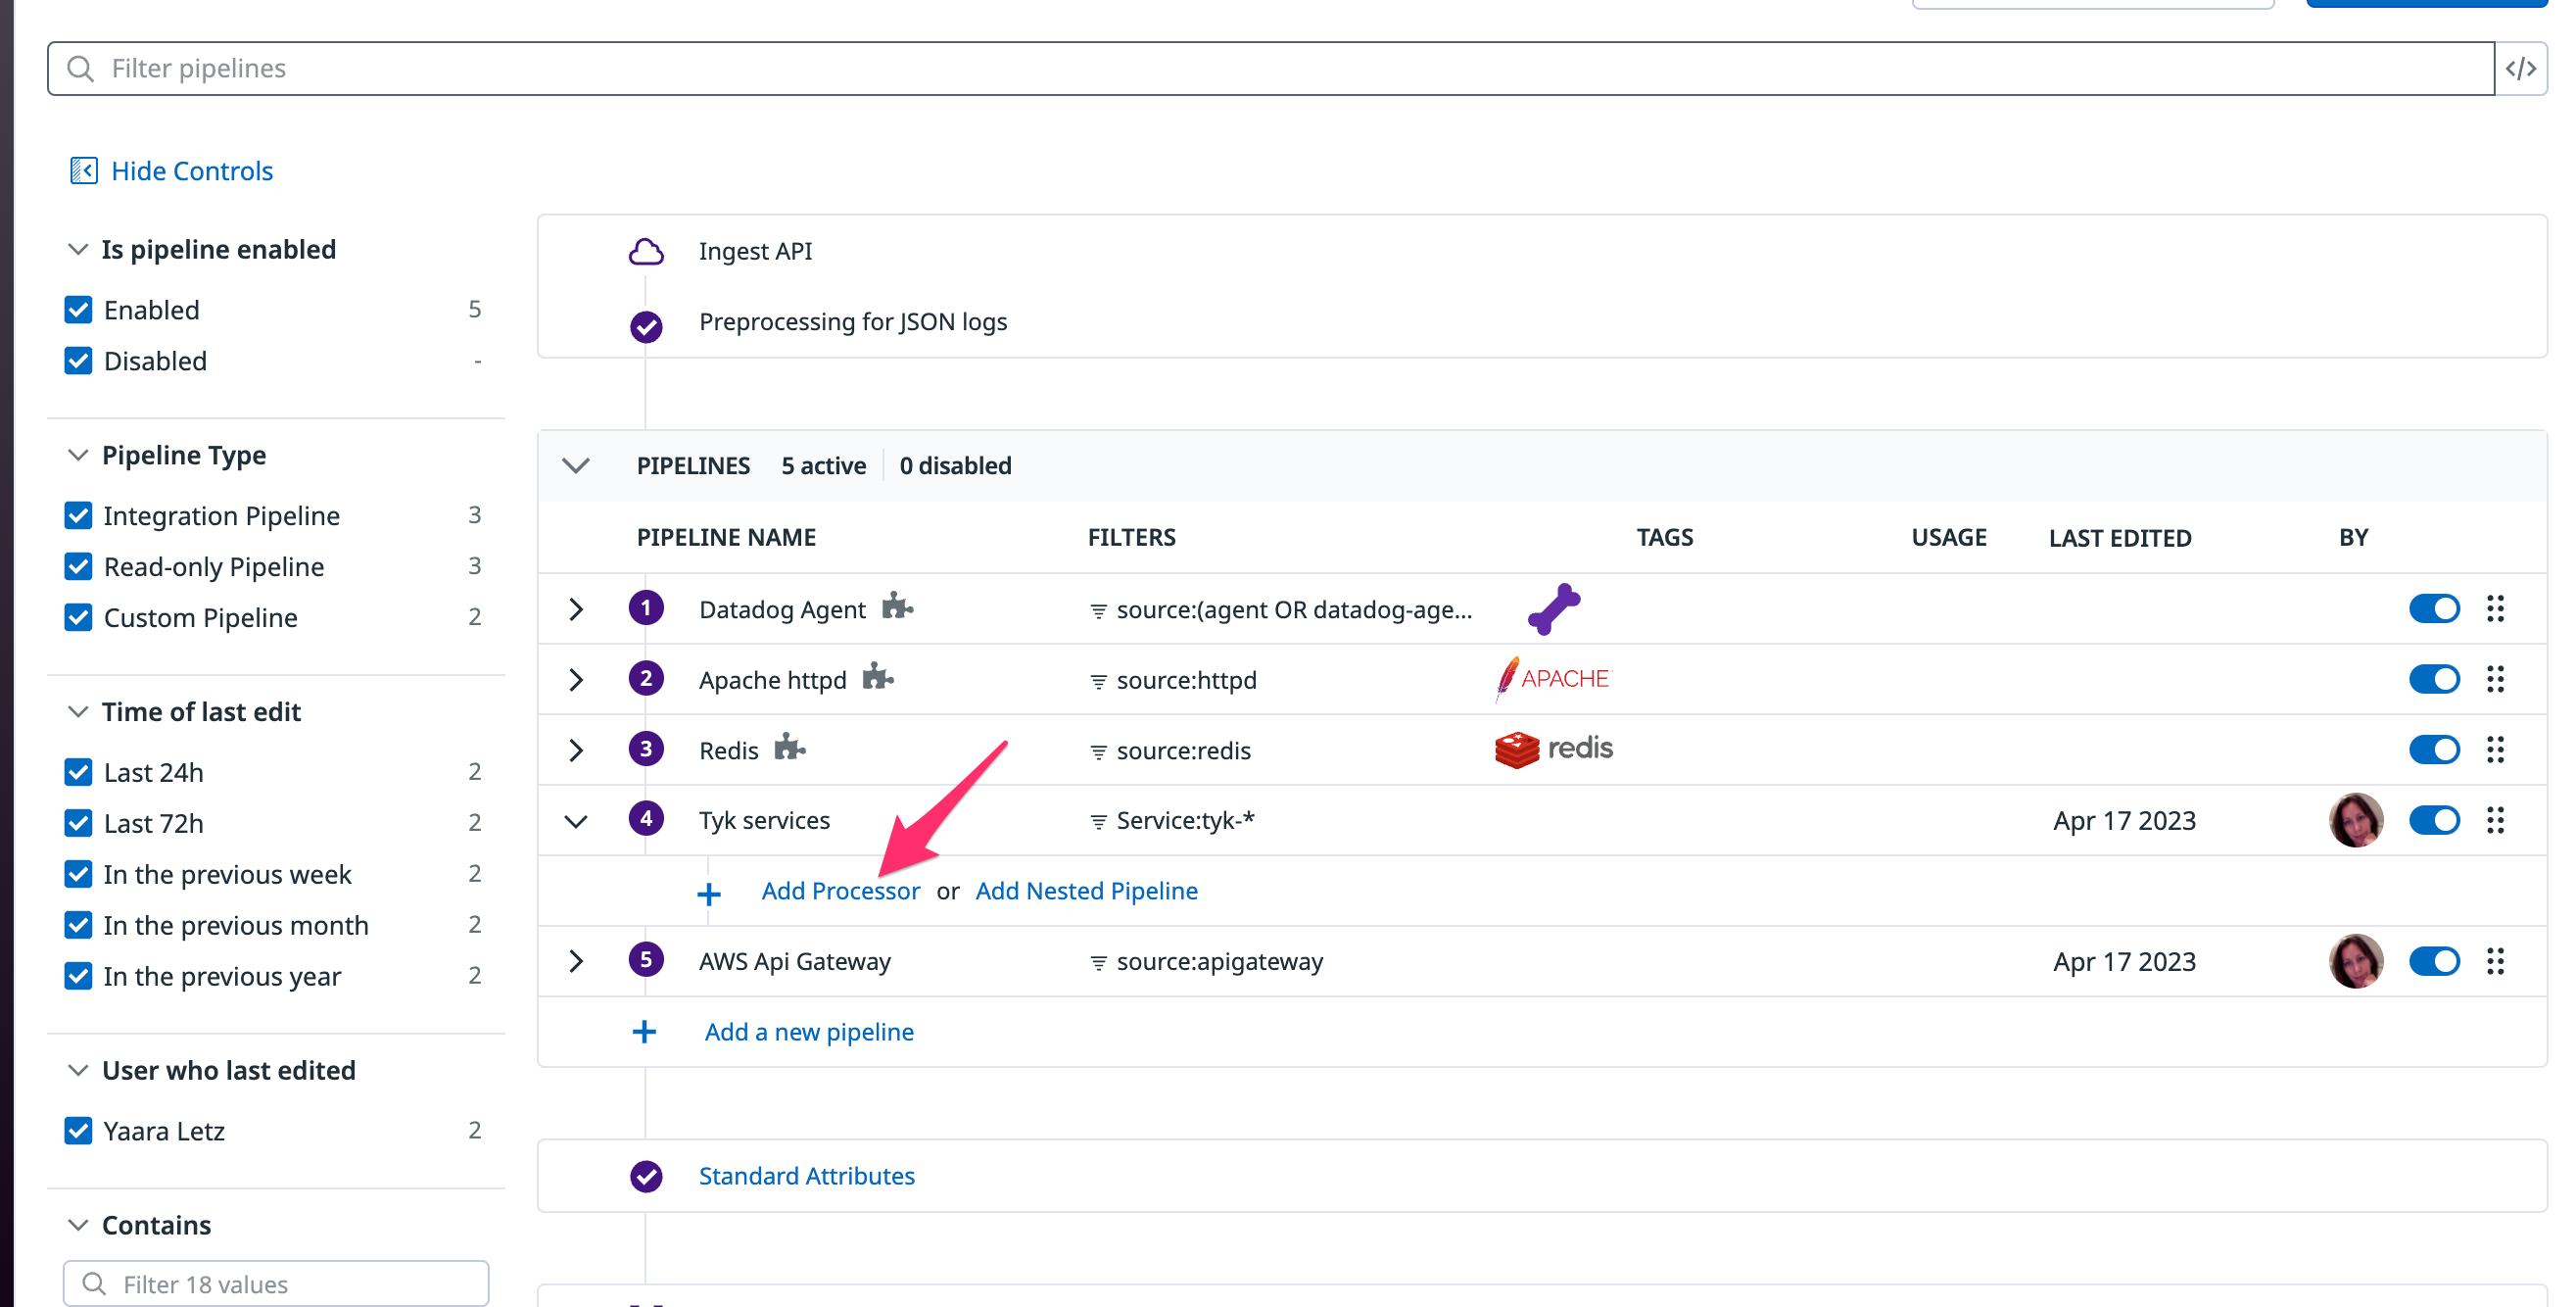 Filter pipelines
</>
Hide Controls
Is pipeline enabled
Enabled 5
Disabled -
Pipeline Type
Integration Pipeline 3
Read-only Pipeline 3
Custom Pipeline 2
Time of last edit
Last 24h 2
Last 72h 2
In the previous week 2
In the previous month 2
In the previous year 2
User who last edited
Yaara Letz 2
Contains
Filter 18 values
Ingest API
Preprocessing for JSON logs
PIPELINES 5 active 0 disabled
PIPELINE NAME FILTERS TAGS USAGE LAST EDITED BY
1 Datadog Agent source:(agent OR datadog-age...
2 Apache httpd source:httpd APACHE
3 Redis source:redis redis
4 Tyk services Service:tyk-* Apr 17 2023
+ Add Processor or Add Nested Pipeline
5 AWS Api Gateway source:apigateway Apr 17 2023
+ Add a new pipeline
Standard Attributes